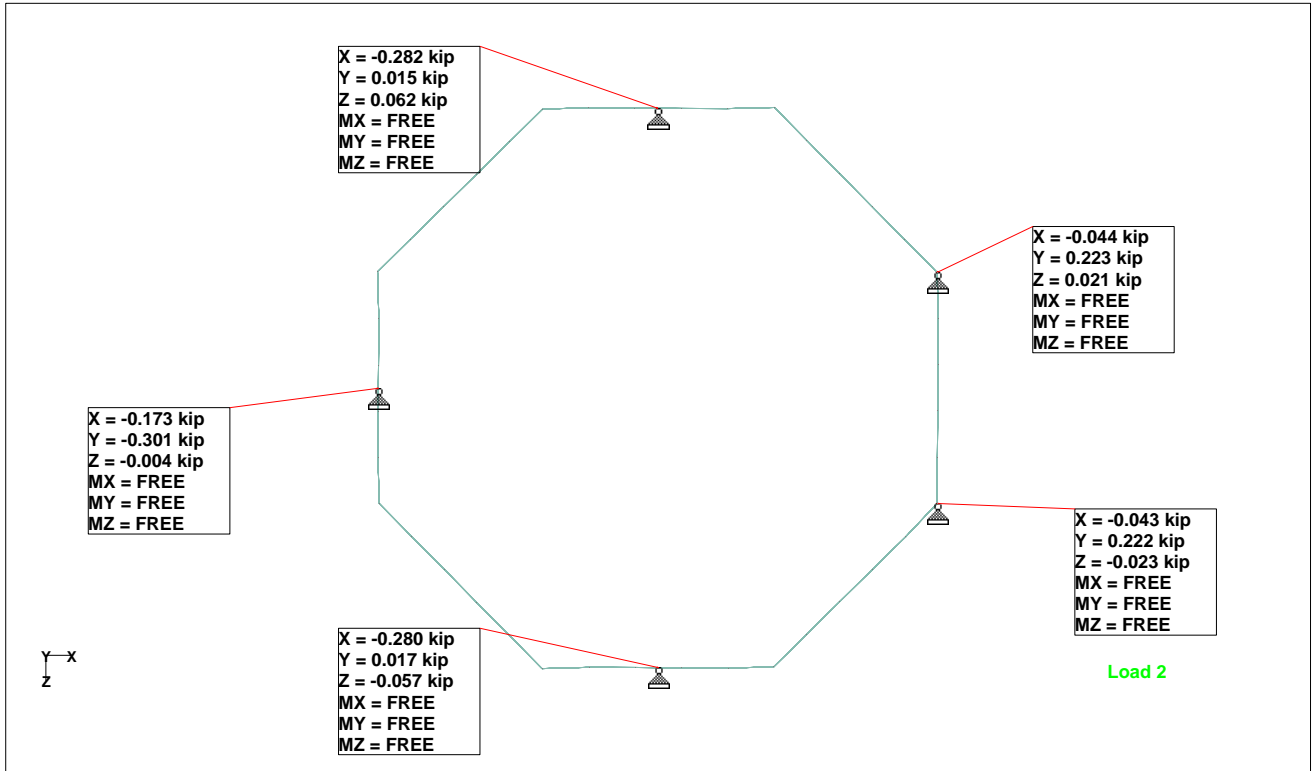 X = -0.282 kip
Y = 0.015 kip
Z = 0.062 kip
MX = FREE
MY = FREE
MZ = FREE
X = -0.044 kip
Y = 0.223 kip
Z = 0.021 kip
MX = FREE
MY = FREE
MZ = FREE
X = -0.173 kip
Y = -0.301 kip
Z = -0.004 kip
MX = FREE
MY = FREE
MZ = FREE
X = -0.043 kip
Y = 0.222 kip
Z = -0.023 kip
MX = FREE
MY = FREE
MZ = FREE
X = -0.280 kip
Y = 0.017 kip
Z = -0.057 kip
MX = FREE
MY = FREE
MZ = FREE
Y X
Z
Load 2